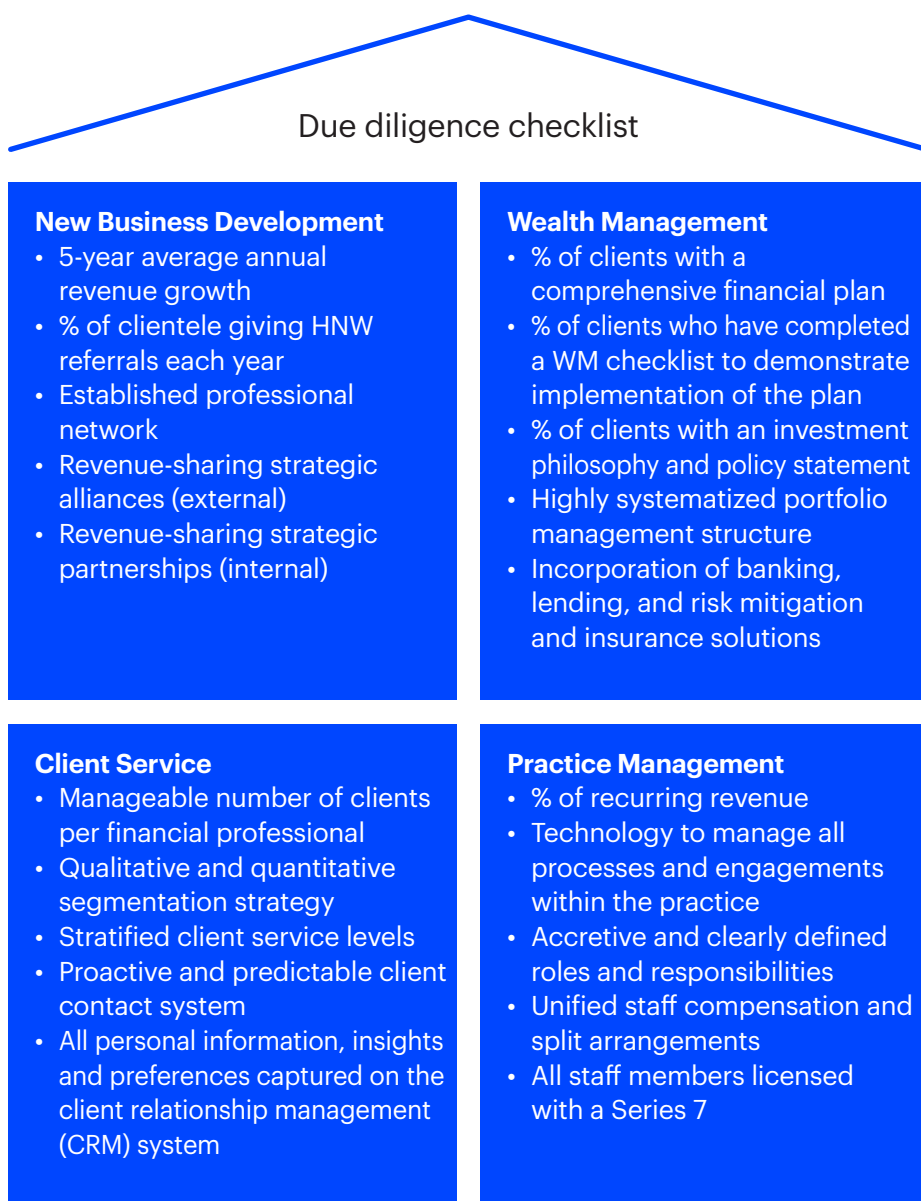 Due diligence checklist
New Business Development
• 5-year average annual
revenue growth
• % of clientele giving HNW
referrals each year
• Established professional
network
• Revenue-sharing strategic
alliances (external)
• Revenue-sharing strategic
partnerships (internal)
Wealth Management
• % of clients with a
comprehensive financial plan
• % of clients who have completed
a WM checklist to demonstrate
implementation of the plan
• % of clients with an investment
philosophy and policy statement
• Highly systematized portfolio
management structure
• Incorporation of banking,
lending, and risk mitigation
and insurance solutions
Client Service
• Manageable number of clients
per financial professional
• Qualitative and quantitative
segmentation strategy
• Stratified client service levels
• Proactive and predictable client
contact system
• All personal information, insights
and preferences captured on the
client relationship management
(CRM) system
Practice Management
• % of recurring revenue
• Technology to manage all
processes and engagements
within the practice
• Accretive and clearly defined
roles and responsibilities
• Unified staff compensation and
split arrangements
• All staff members licensed
with a Series 7